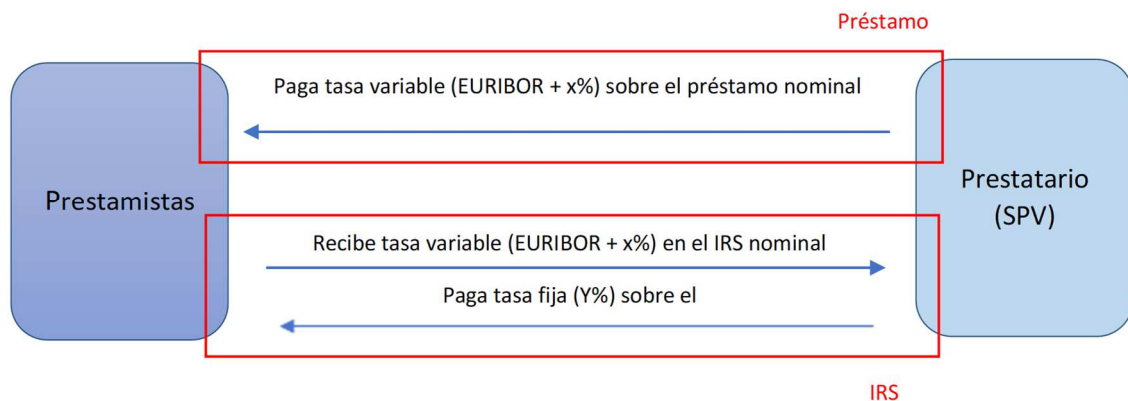 Préstamo
Paga tasa variable (EURIBOR + x%) sobre el préstamo nominal
Prestamistas
Prestatario
(SPV)
Recibe tasa variable (EURIBOR + x%) en el IRS nominal
Paga tasa fija (Y%) sobre el
IRS